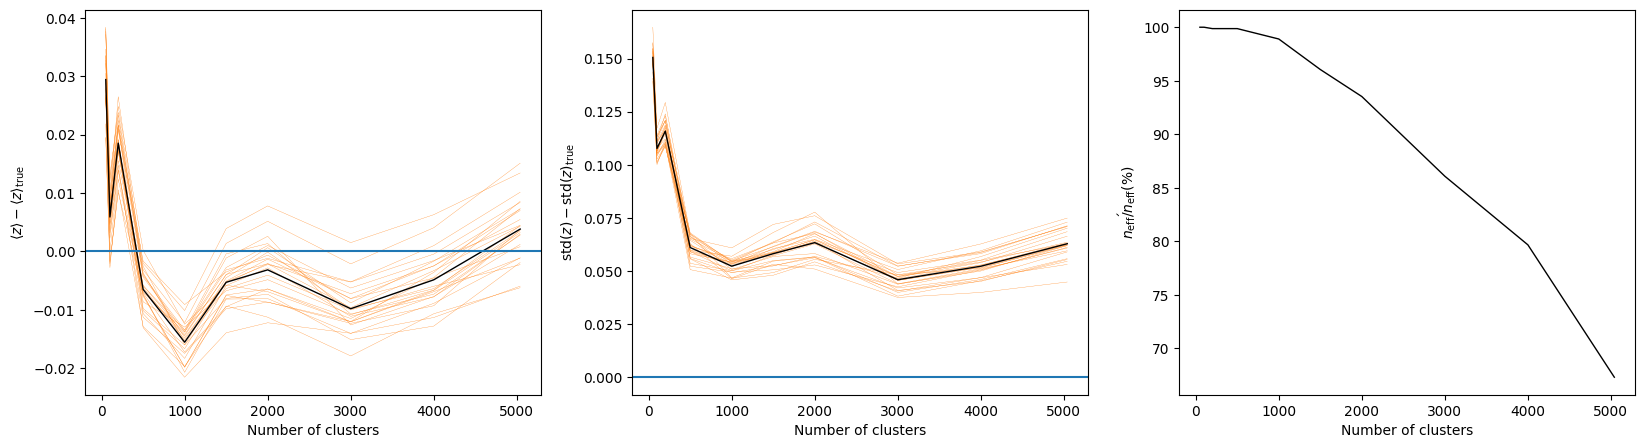 0.04
0.03
0.02
0.01
0.00
−0.01
−0.02
⟨z⟩ − ⟨z⟩true
0 1000 2000 3000 4000 5000
Number of clusters
0.150
0.125
0.100
0.075
0.050
0.025
0.000
std(z) − std(z)true
0 1000 2000 3000 4000 5000
Number of clusters
100
95
90
85
80
75
70
ńeff/neff(%)
0 1000 2000 3000 4000 5000
Number of clusters